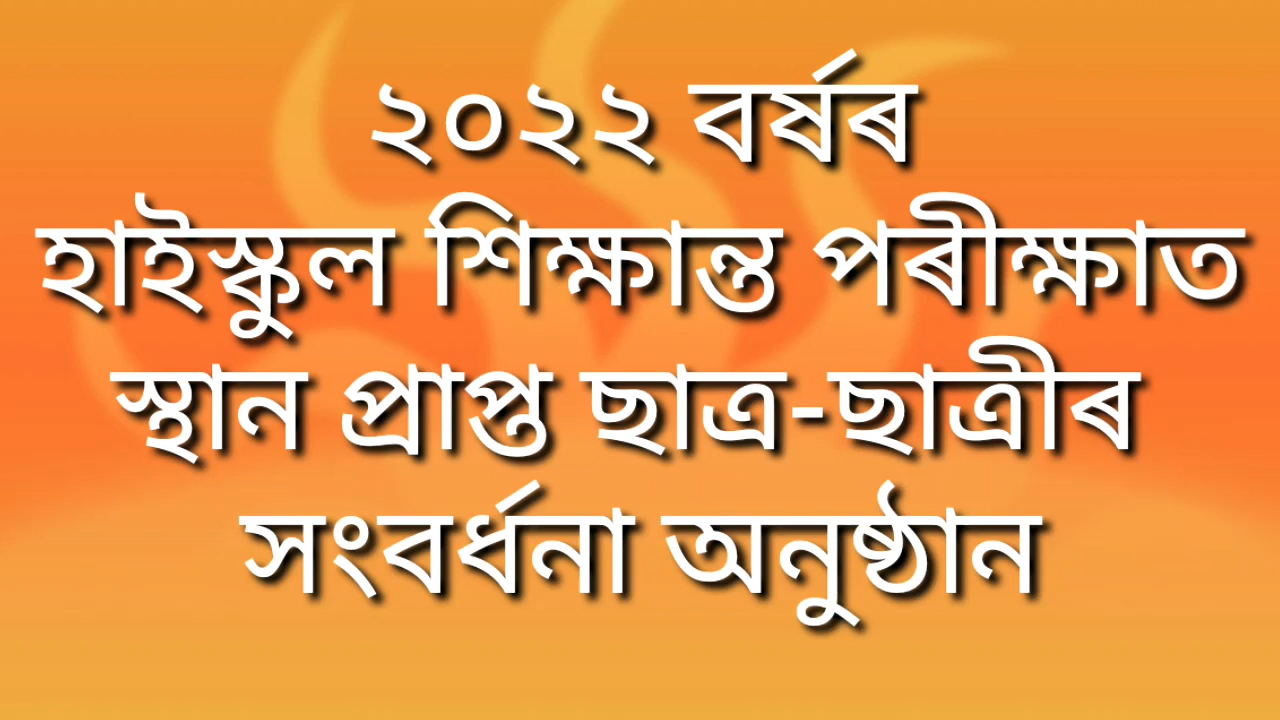 ২০২২ বৰ্ষৰ
হাইস্কুল শিক্ষান্ত পৰীক্ষাত
স্থান প্ৰাপ্ত ছাত্ৰ-ছাত্ৰীৰ
সংবৰ্ধনা অনুষ্ঠান